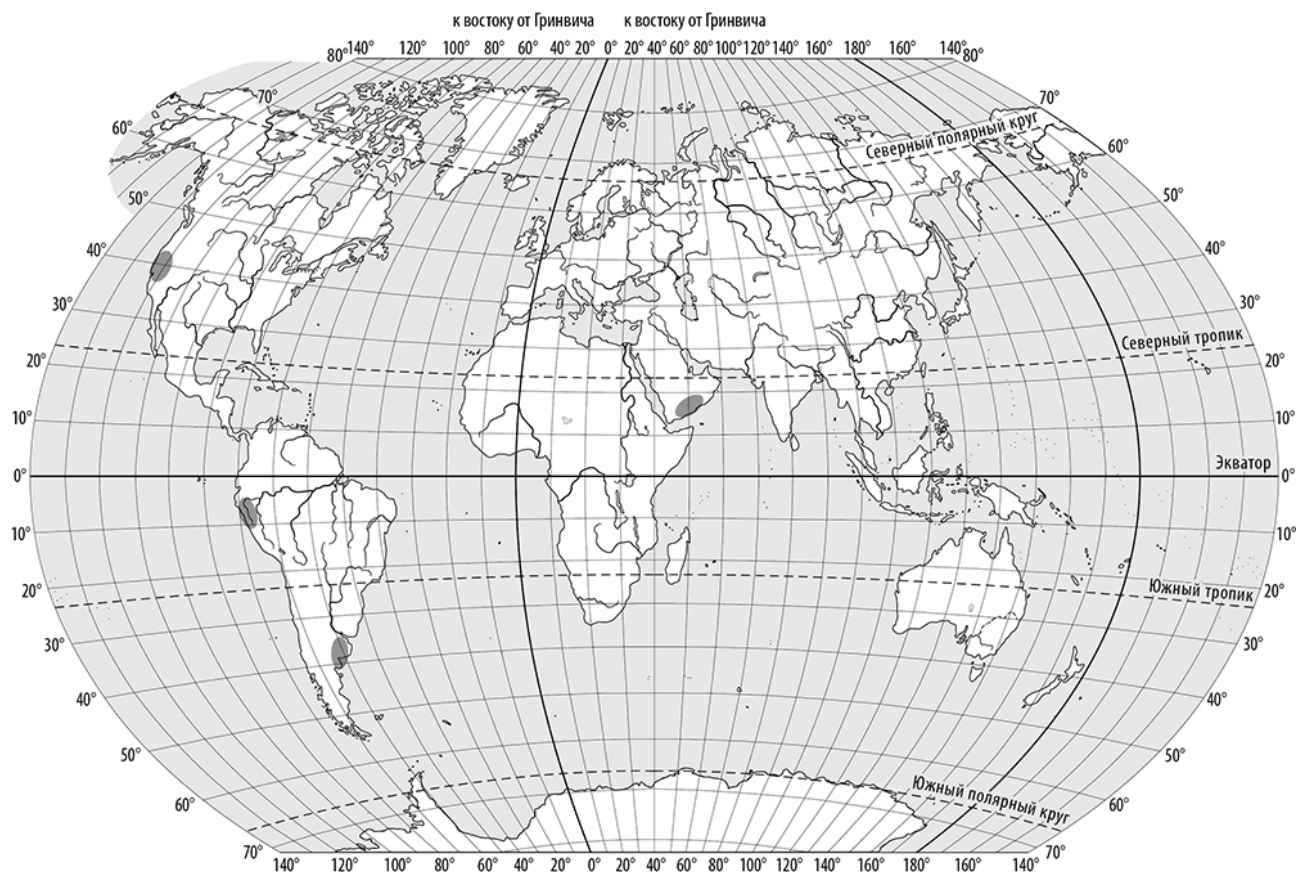 к востоку от Гринвича к востоку от Гринвича
80° 140° 120° 100° 80° 60° 40° 20° 0° 20° 40° 60° 80° 100° 120° 140° 160° 180° 160° 140° 80°
70° 70°
60° Северный полярный круг 60°
50° 50°
40° 40°
30° 30°
Северный тропик
20° 20°
10° 10°
Экватор
0° 0°
10° 10°
20° Южный тропик 20°
30° 30°
40° 40°
50° 50°
60° Южный полярный круг 60°
70° 70°
140° 120° 100° 80° 60° 40° 20° 0° 20° 40° 60° 80° 100° 120° 140° 160° 180° 160° 140°